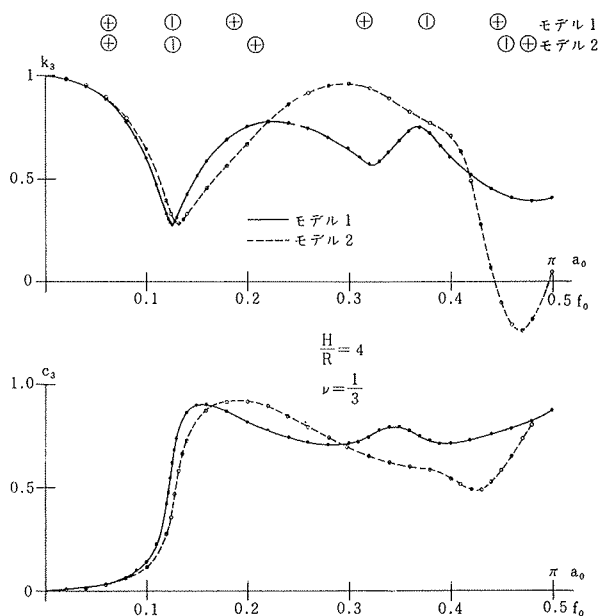 ⊕ ⦶ ⊕ ⊕ ⦶ ⊕ モデル 1
⊕ ⦶ ⊕ ⦶ ⊕ モデル 2
k₃
1
0.5
0
モデル 1
モデル 2
π a₀
0.1 0.2 0.3 0.4 0.5 f₀
H/R = 4
ν = 1/3
c₃
1.0
0.5
0
π a₀
0.1 0.2 0.3 0.4 0.5 f₀